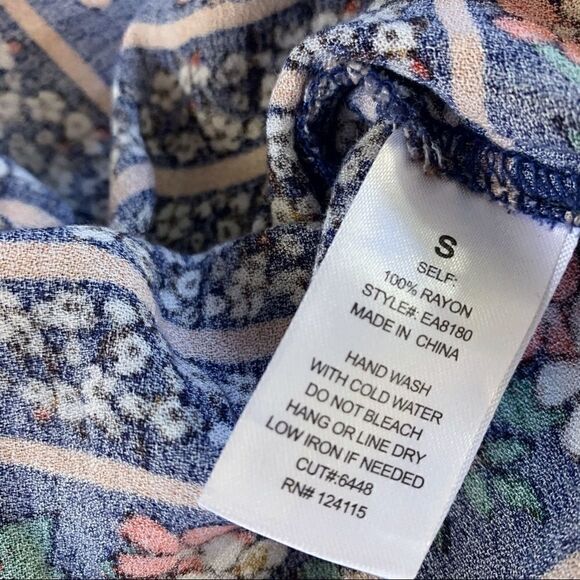 S
SELF:
100% RAYON
STYLE#: EA8180
MADE IN CHINA
HAND WASH
WITH COLD WATER
DO NOT BLEACH
HANG OR LINE DRY
LOW IRON IF NEEDED
CUT#:6448
RN# 124115